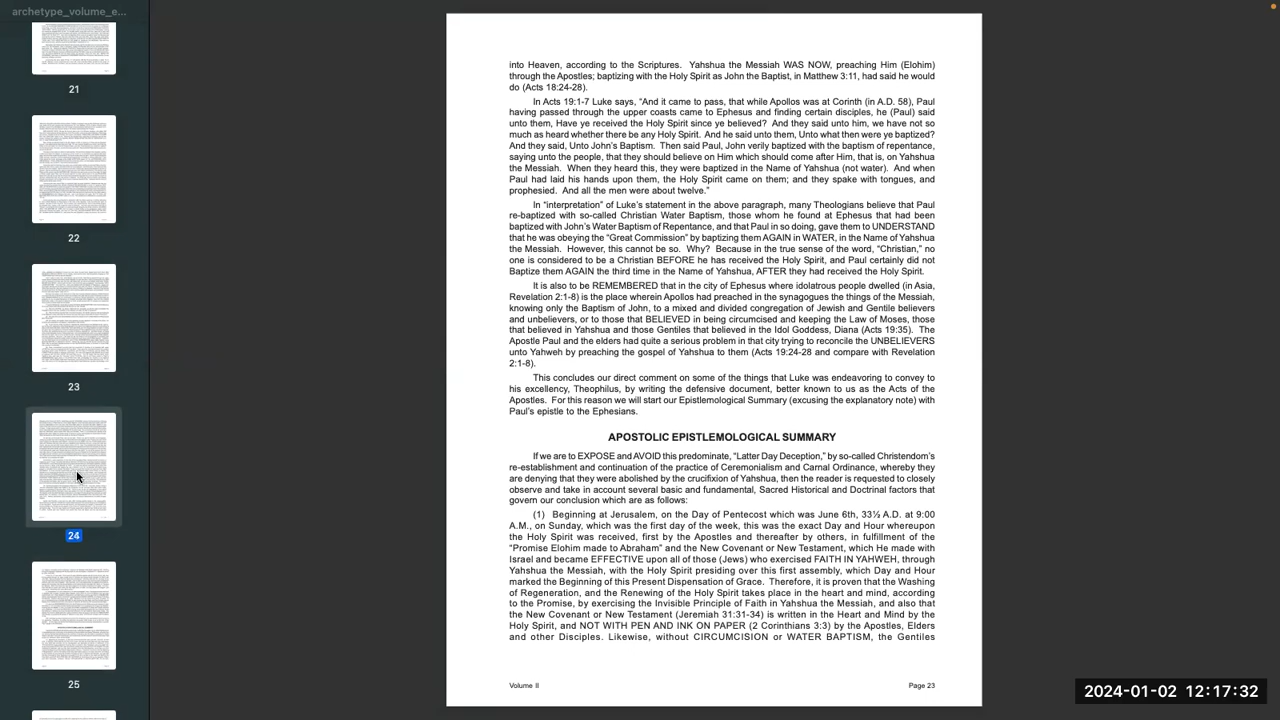 archetype_volume_e...
21
22
23
24
25
into Heaven, according to the Scriptures. Yahshua the Messiah WAS NOW, preaching Him (Elohim)
through the Apostles; baptizing with the Holy Spirit as John the Baptist, in Matthew 3:11, had said he would
do (Acts 18:24-28).
In Acts 19:1-7 Luke says, “And it came to pass, that while Apollos was at Corinth (in A.D. 58), Paul
having passed through the upper coasts came to Ephesus and finding certain disciples, he (Paul) said
unto them, Have ye received the Holy Spirit since ye believed? And they said unto him, we have not so
much as heard whether there be any Holy Spirit. And he said unto them, Unto what then were ye baptized?
And they said, Unto John’s Baptism. Then said Paul, John verily baptized with the baptism of repentance,
saying unto the people, that they should believe on Him which should come after Him, that is, on Yahshua
the Messiah. When they heard this, they were baptized in the Name of Yahshua (not water). And when
Paul had laid his hands upon them, the Holy Spirit came on them; and they spake with tongues, and
prophesied. And all the men were about twelve.”
In “interpretation” of Luke’s statement in the above paragraph, many Theologians believe that Paul
re-baptized with so-called Christian Water Baptism, those whom he found at Ephesus that had been
baptized with John’s Water Baptism of Repentance, and that Paul in so doing, gave them to UNDERSTAND
that he was obeying the “Great Commission” by baptizing them AGAIN in WATER, in the Name of Yahshua
the Messiah. However, this cannot be so. Why? Because in the true sense of the word, “Christian,” no
one is considered to be a Christian BEFORE he has received the Holy Spirit, and Paul certainly did not
Baptize them AGAIN the third time in the Name of Yahshua, AFTER they had received the Holy Spirit.
It is also to be REMEMBERED that in the city of Ephesus where idolatrous people dwelled (in Asia,
Revelation 2:1-8) is the place wherein Apollos had preached in the synagogues the things of the Messiah,
knowing only the Baptism of John, to a mixed and divided congregation of Jewish and Gentile believers
and unbelievers, or to those that BELIEVED in being circumcised and keeping the Law of Moses, those
that believed in Yahshua and those Gentiles that believed in the Idol Goddess, Diana (Acts 19:35). The
Apostle Paul and the elders had quite a serious problem in that city trying to reconcile the UNBELIEVERS
unto Yahweh by preaching the gospel of Yahshua to them (Acts 19:24-28 and compare with Revelation
2:1-8).
This concludes our direct comment on some of the things that Luke was endeavoring to convey to
his excellency, Theophilus, by writing the defensive document, better known to us as the Acts of the
Apostles. For this reason we will start our Epistemological Summary (excusing the explanatory note) with
Paul’s epistle to the Ephesians.
APOSTOLIC EPISTLEMOLOGICAL SUMMARY
If we are to EXPOSE and AVOID this predominate, “Latter Day Deception,” by so-called Christendom’s
re-establishment and continuation of the practice of Ceremonialism and Carnal Ordinance, whereby they
are denying that they were abolished by the crucifixion of Yahshua, then the reader is requested to closely
observe and take in account several basic and fundamental, Sacred Historical and Doctrinal factors that
govern our conclusion which are as follows:
(1) Beginning at Jerusalem, on the Day of Pentecost which was June 6th, 33½ A.D. at 9:00
A.M., on Sunday, which was the first day of the week, this was the exact Day and Hour whereupon
the Holy Spirit was received, first by the Apostles and thereafter by others, in fulfillment of the
“Promise Elohim made to Abraham” and the New Covenant or New Testament, which He made with
Israel and became EFFECTIVE upon all of those (Jews) who exercised FAITH IN YAHWEH, through
Yahshua the Messiah, with the Holy Spirit presiding over this first assembly, which Day and Hour
marked the Beginning of this Present Dispensation of Grace. Therefore, it is proven that the Washing
of Regeneration, and the Renewing of the Holy Spirit takes place in the heart and mind, according
to the Promise, by exercising the Invisible Principle of Faith in Yahshua the Messiah, and also that
the New Covenant or New Testament (Jeremiah 31:31-34) is written in the Heart and Mind by the
Holy Spirit, and NOT WITH PEN AND INK ON PAPER (2 Corinthians 3:3) by the Apostles, Elders
and other Disciples. Likewise, without CIRCUMCISION or WATER BAPTISM, the Gentiles
Volume II
Page 23
2024-01-02 12:17:32